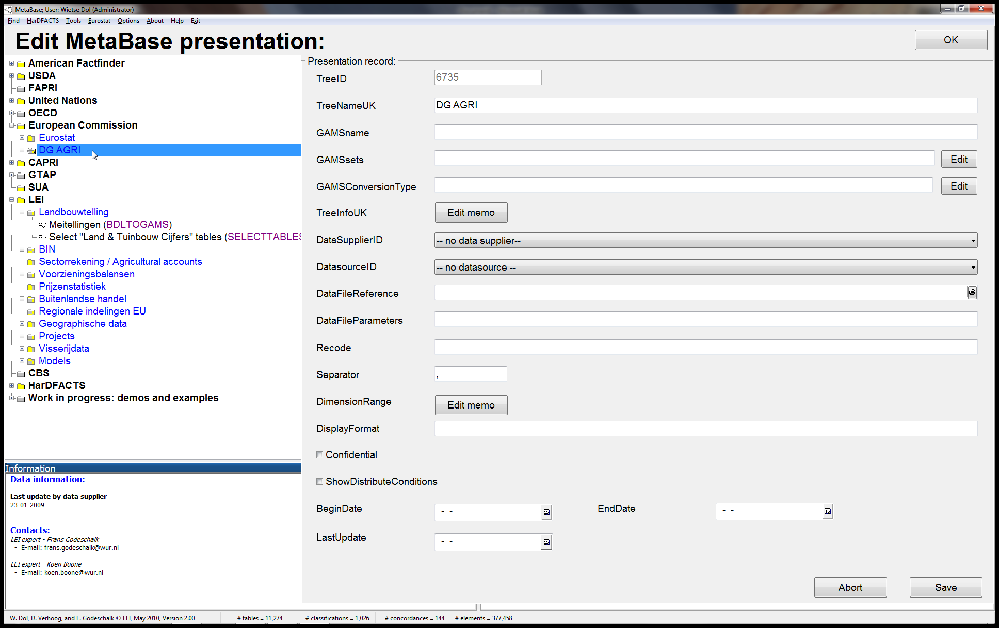 MetaBase; User: Wietse Dol (Administrator)
Find HarDFACTS Tools Eurostat Options About Help Exit
Edit MetaBase presentation:
OK
American Factfinder
USDA
FAPRI
United Nations
OECD
European Commission
Eurostat
DG AGRI
CAPRI
GTAP
SUA
LEI
Landbouwtelling
Meitellingen (BDLTOGAMS)
Select "Land & Tuinbouw Cijfers" tables (SELECTTABLES
BIN
Sectorrekening / Agricultural accounts
Voorzieningsbalansen
Prijzenstatistiek
Buitenlandse handel
Regionale indelingen EU
Geographische data
Projects
Visserijdata
Models
CBS
HarDFACTS
Work in progress: demos and examples
Information
Data information:
Last update by data supplier
23-01-2009
Contacts:
LEI expert - Frans Godeschalk
- E-mail: frans.godeschalk@wur.nl
LEI expert - Koen Boone
- E-mail: koen.boone@wur.nl
Presentation record:
TreeID 6735
TreeNameUK DG AGRI
GAMSname
GAMSsets Edit
GAMSConversionType Edit
TreeInfoUK Edit memo
DataSupplierID -- no data supplier--
DatasourceID -- no datasource --
DataFileReference
DataFileParameters
Recode
Separator ,
DimensionRange Edit memo
DisplayFormat
Confidential
ShowDistributeConditions
BeginDate - - 15 EndDate - - 15
LastUpdate - - 15
Abort Save
W. Dol, D. Verhoog, and F. Godeschalk © LEI, May 2010, Version 2.00 # tables = 11,274 # classifications = 1,026 # concordances = 144 # elements = 377,458